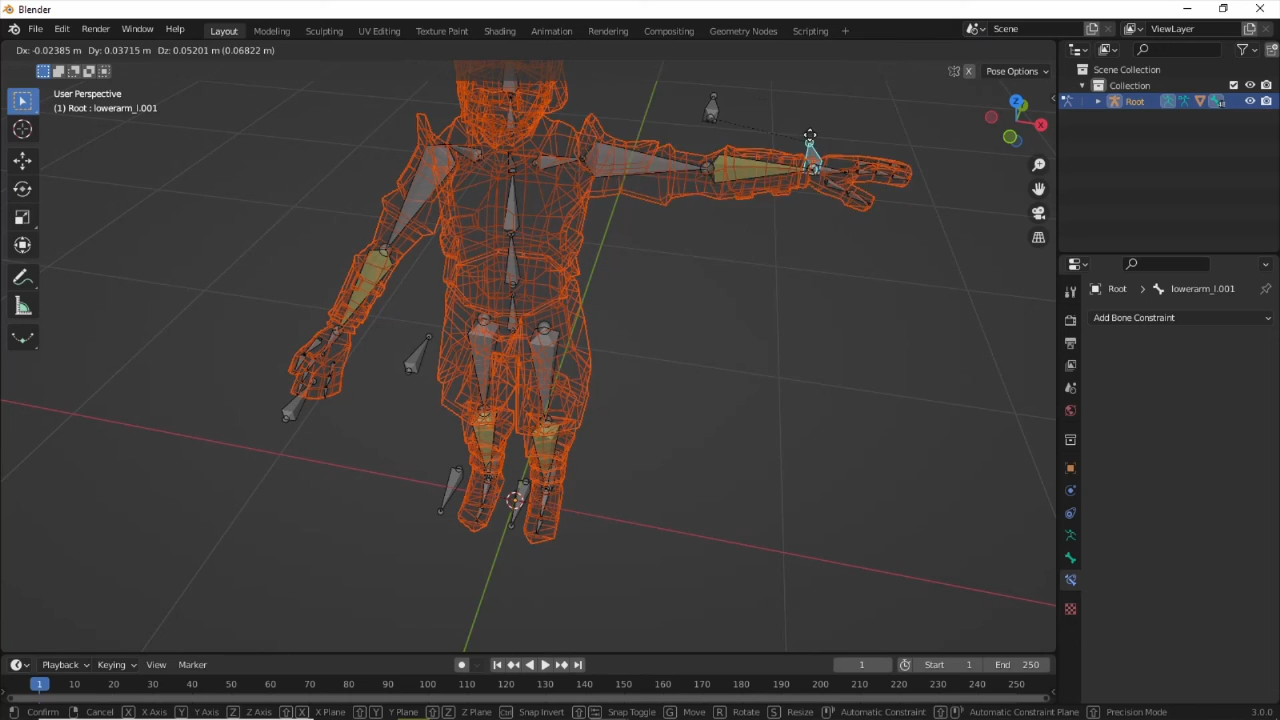 Blender
File Edit Render Window Help Layout Modeling Sculpting UV Editing Texture Paint Shading Animation Rendering Compositing Geometry Nodes Scripting + Scene ViewLayer
Dx: -0.02385 m Dy: 0.03715 m Dz: 0.05201 m (0.06822 m)
X Pose Options
User Perspective
(1) Root : lowerarm_l.001
Z
X
Scene Collection
Collection
Root
Root > lowerarm_l.001
Add Bone Constraint
Playback Keying View Marker 1 Start 1 End 250
1 10 20 30 40 50 60 70 80 90 100 110 120 130 140 150 160 170 180 190 200 210 220 230 240 250
Confirm Cancel X X Axis Y Y Axis Z Z Axis X X Plane Y Y Plane Z Z Plane Snap Invert Snap Toggle G Move R Rotate S Resize Automatic Constraint Automatic Constraint Plane Precision Mode 3.0.0